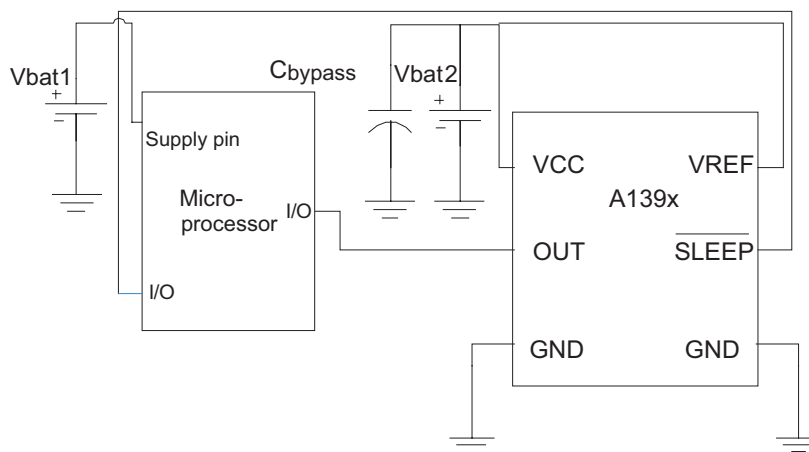 Vbat1
+
−
Supply pin
Micro-
processor
I/O
I/O
Cbypass
Vbat2
+
−
VCC
VREF
A139x
OUT
SLEEP
GND
GND